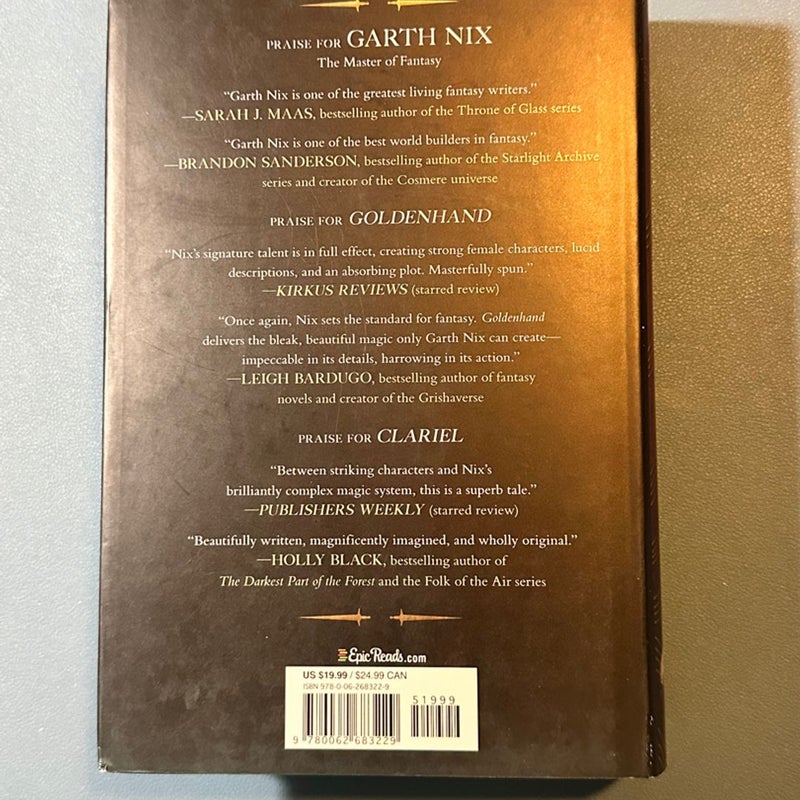 PRAISE FOR GARTH NIX
The Master of Fantasy
“Garth Nix is one of the greatest living fantasy writers.”
—SARAH J. MAAS, bestselling author of the Throne of Glass series
“Garth Nix is one of the best world builders in fantasy.”
—BRANDON SANDERSON, bestselling author of the Starlight Archive
series and creator of the Cosmere universe
PRAISE FOR GOLDENHAND
“Nix’s signature talent is in full effect, creating strong female characters, lucid
descriptions, and an absorbing plot. Masterfully spun.”
—KIRKUS REVIEWS (starred review)
“Once again, Nix sets the standard for fantasy. Goldenhand
delivers the bleak, beautiful magic only Garth Nix can create—
impeccable in its details, harrowing in its action.”
—LEIGH BARDUGO, bestselling author of fantasy
novels and creator of the Grishaverse
PRAISE FOR CLARIEL
“Between striking characters and Nix’s
brilliantly complex magic system, this is a superb tale.”
—PUBLISHERS WEEKLY (starred review)
“Beautifully written, magnificently imagined, and wholly original.”
—HOLLY BLACK, bestselling author of
The Darkest Part of the Forest and the Folk of the Air series
EpicReads.com
US $19.99 / $24.99 CAN
ISBN 978-0-06-268322-9
51999
9 780062 683229